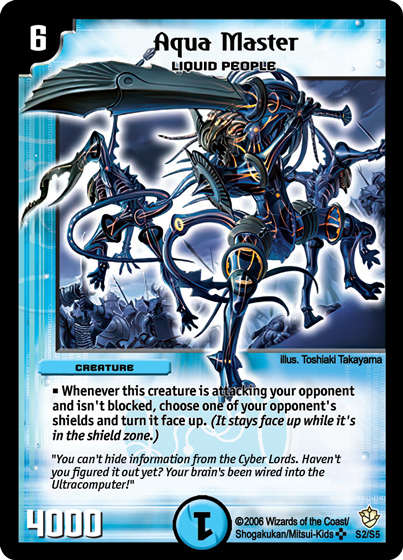 6
Aqua Master
LIQUID PEOPLE
illus. Toshiaki Takayama
CREATURE
▪ Whenever this creature is attacking your opponent
and isn't blocked, choose one of your opponent's
shields and turn it face up. (It stays face up while it's
in the shield zone.)
"You can't hide information from the Cyber Lords. Haven't
you figured it out yet? Your brain's been wired into the
Ultracomputer!"
4000
1
©2006 Wizards of the Coast/
Shogakukan/Mitsui-Kids S2/S5